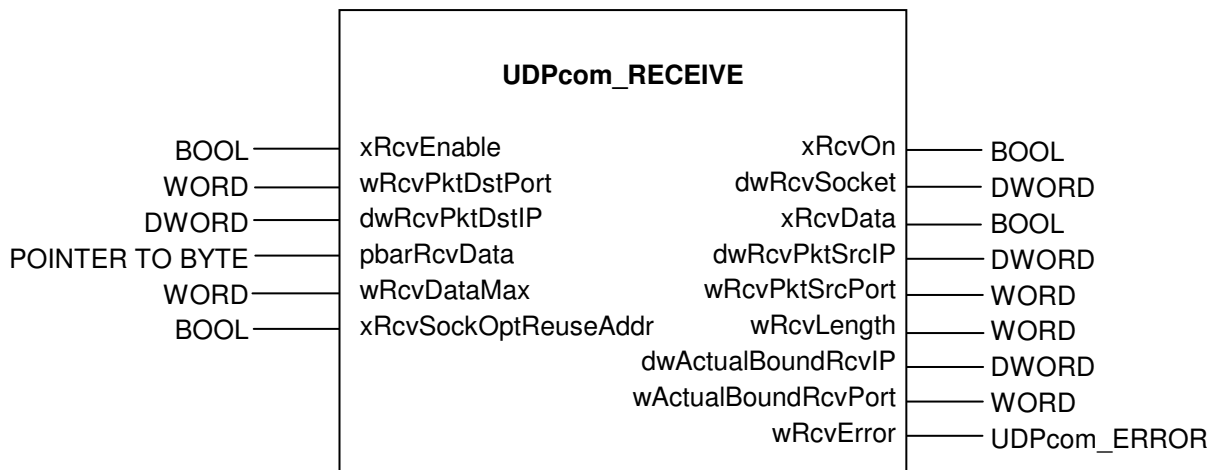 UDPcom_RECEIVE
BOOL xRcvEnable xRcvOn BOOL
WORD wRcvPktDstPort dwRcvSocket DWORD
DWORD dwRcvPktDstIP xRcvData BOOL
POINTER TO BYTE pbarRcvData dwRcvPktSrcIP DWORD
WORD wRcvDataMax wRcvPktSrcPort WORD
BOOL xRcvSockOptReuseAddr wRcvLength WORD
dwActualBoundRcvIP DWORD
wActualBoundRcvPort WORD
wRcvError UDPcom_ERROR